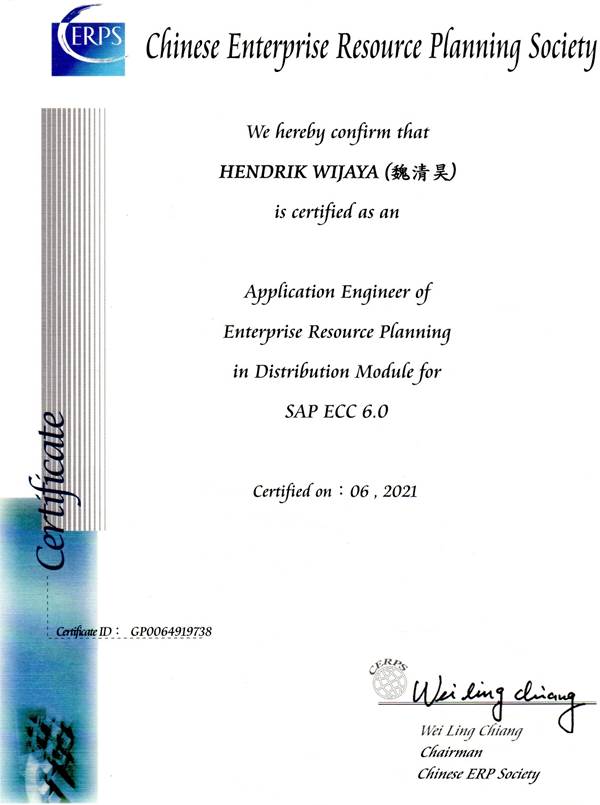 CERPS
Chinese Enterprise Resource Planning Society
We hereby confirm that
HENDRIK WIJAYA (魏清昊)
is certified as an
Application Engineer of
Enterprise Resource Planning
in Distribution Module for
SAP ECC 6.0
Certified on：06 , 2021
Certificate
Certificate ID： GP0064919738
CERPS
Wei ling chiang
Wei Ling Chiang
Chairman
Chinese ERP Society